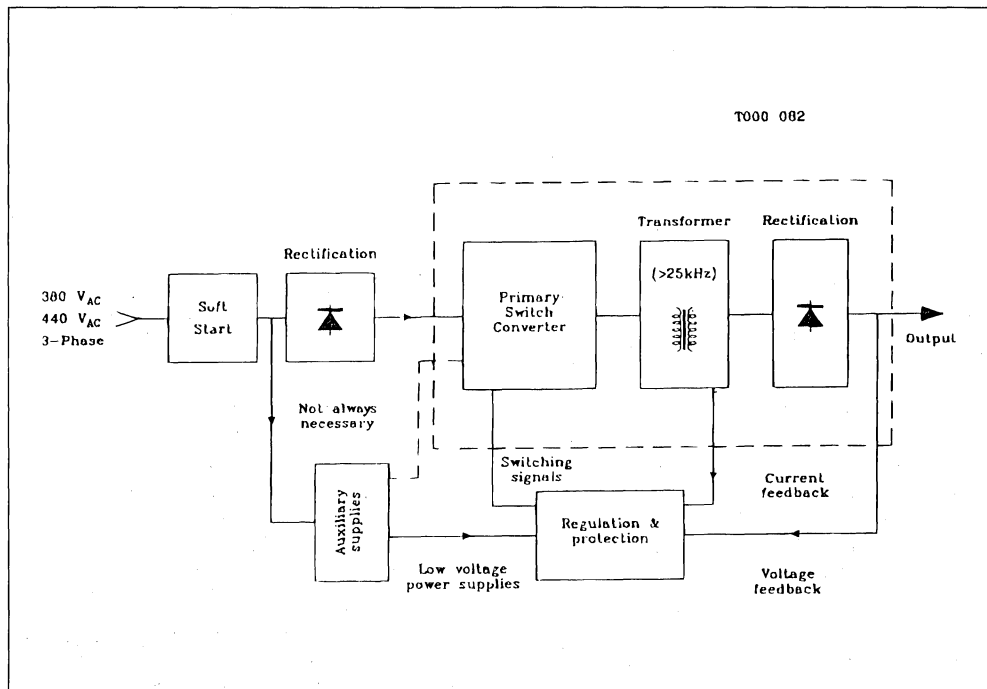 T000 082
Transformer
Rectification
Rectification
(>25kHz)
380 VAC
440 VAC
3-Phase
Soft
Start
Primary
Switch
Converter
Output
Not always
necessary
Switching
signals
Current
feedback
Auxiliary
supplies
Regulation &
protection
Low voltage
power supplies
Voltage
feedback